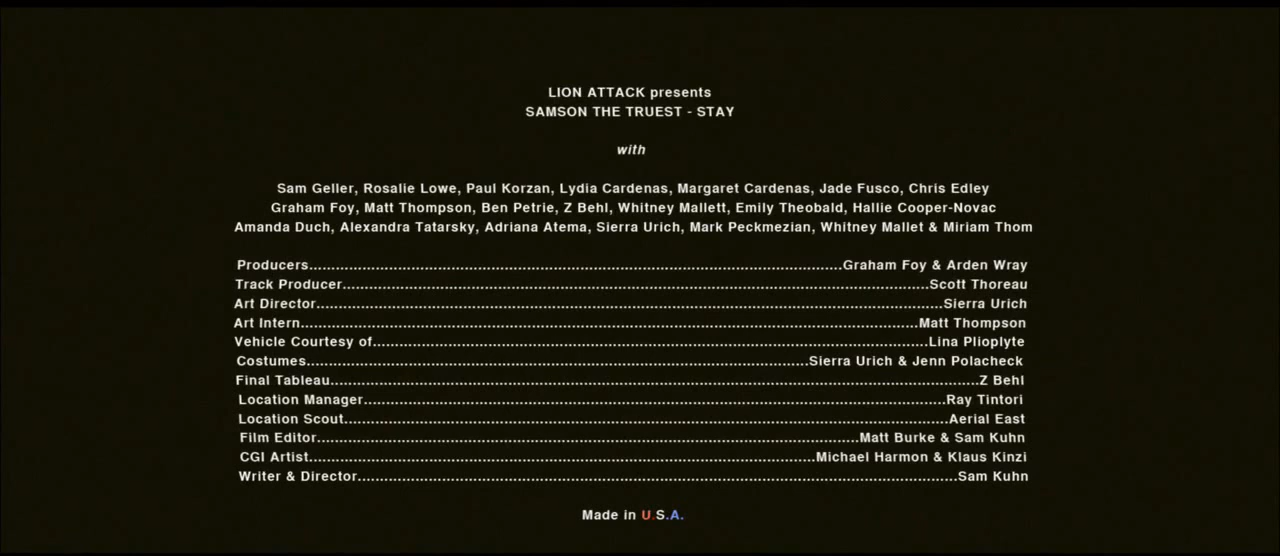 LION ATTACK presents
SAMSON THE TRUEST - STAY
with
Sam Geller, Rosalie Lowe, Paul Korzan, Lydia Cardenas, Margaret Cardenas, Jade Fusco, Chris Edley
Graham Foy, Matt Thompson, Ben Petrie, Z Behl, Whitney Mallett, Emily Theobald, Hallie Cooper-Novac
Amanda Duch, Alexandra Tatarsky, Adriana Atema, Sierra Urich, Mark Peckmezian, Whitney Mallet & Miriam Thom
Producers....................Graham Foy & Arden Wray
Track Producer....................Scott Thoreau
Art Director....................Sierra Urich
Art Intern....................Matt Thompson
Vehicle Courtesy of....................Lina Plioplyte
Costumes....................Sierra Urich & Jenn Polacheck
Final Tableau....................Z Behl
Location Manager....................Ray Tintori
Location Scout....................Aerial East
Film Editor....................Matt Burke & Sam Kuhn
CGI Artist....................Michael Harmon & Klaus Kinzi
Writer & Director....................Sam Kuhn
Made in U.S.A.